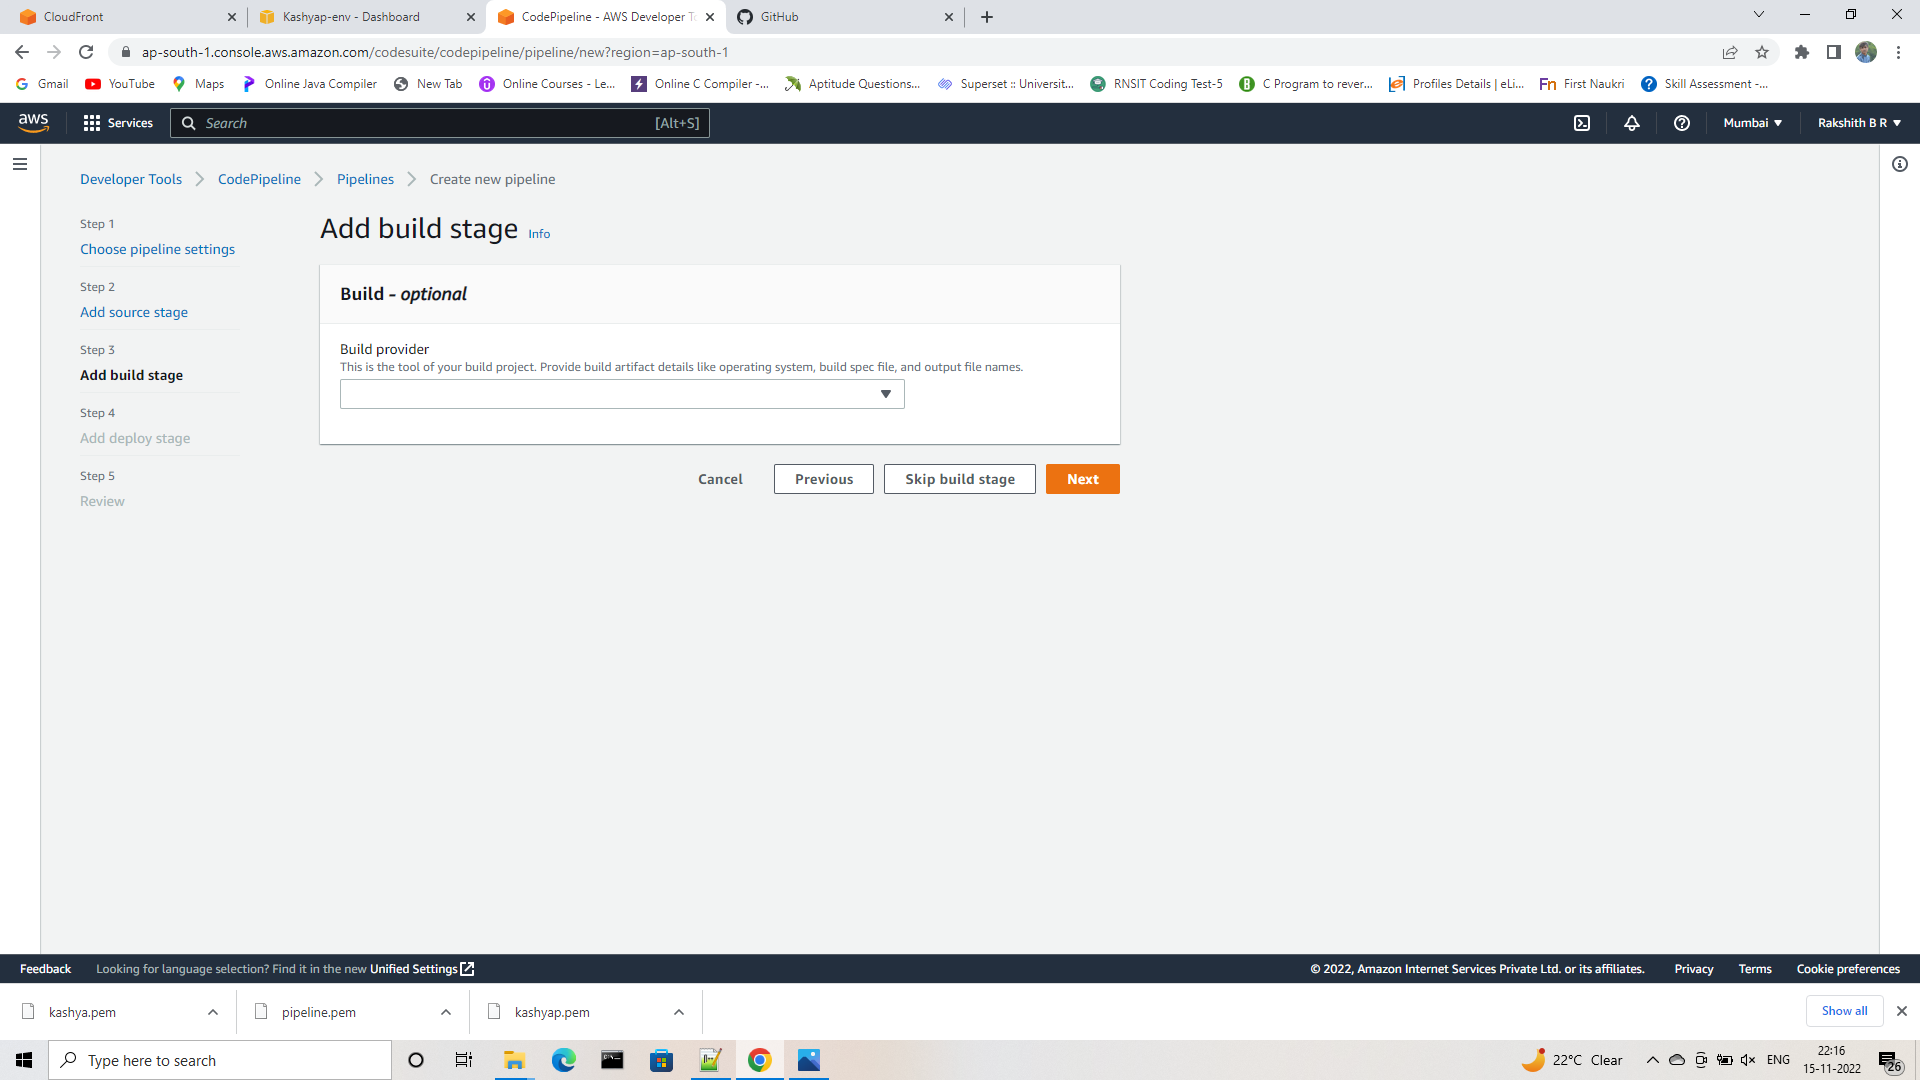 CloudFront
Kashyap-env - Dashboard
CodePipeline - AWS Developer To
GitHub
ap-south-1.console.aws.amazon.com/codesuite/codepipeline/pipeline/new?region=ap-south-1
Gmail
YouTube
Maps
Online Java Compiler
New Tab
Online Courses - Le...
Online C Compiler -...
Aptitude Questions...
Superset :: Universit...
RNSIT Coding Test-5
C Program to rever...
Profiles Details | eLi...
First Naukri
Skill Assessment -...
aws
Services
Search
[Alt+S]
Mumbai
Rakshith B R
Developer Tools
CodePipeline
Pipelines
Create new pipeline
Step 1
Choose pipeline settings
Step 2
Add source stage
Step 3
Add build stage
Step 4
Add deploy stage
Step 5
Review
Add build stage Info
Build - optional
Build provider
This is the tool of your build project. Provide build artifact details like operating system, build spec file, and output file names.
Cancel
Previous
Skip build stage
Next
Feedback
Looking for language selection? Find it in the new Unified Settings
© 2022, Amazon Internet Services Private Ltd. or its affiliates.
Privacy
Terms
Cookie preferences
kashya.pem
pipeline.pem
kashyap.pem
Show all
Type here to search
22°C Clear
ENG
22:16
15-11-2022
26